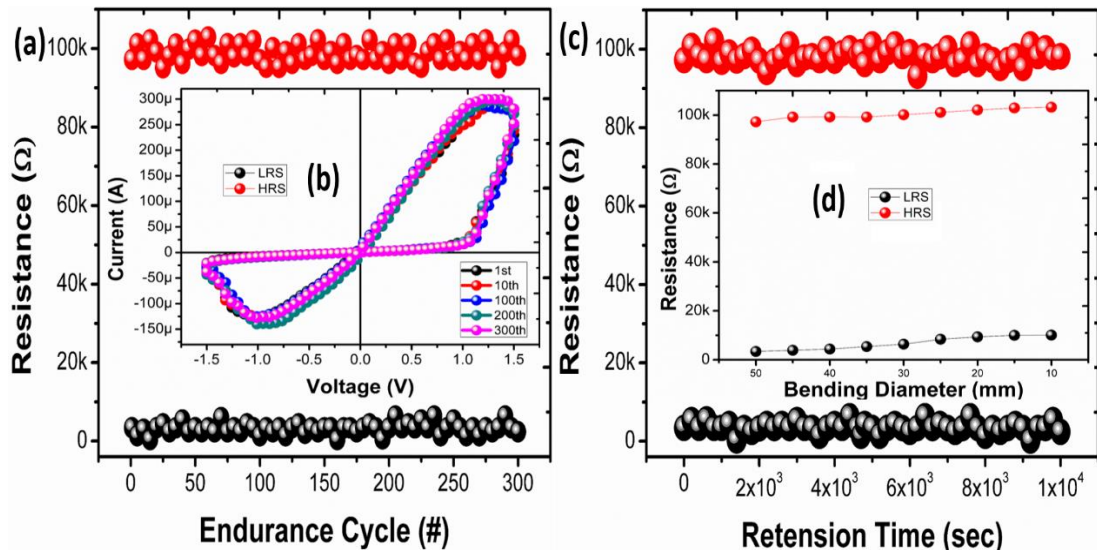 (a)
Resistance (Ω)
100k
80k
60k
40k
20k
0
0 50 100 150 200 250 300
Endurance Cycle (#)
(b)
Current (A)
300μ
250μ
200μ
150μ
100μ
50μ
0
-50μ
-100μ
-150μ
LRS
HRS
1st
10th
100th
200th
300th
-1.5 -1.0 -0.5 0.0 0.5 1.0 1.5
Voltage (V)
(c)
Resistance (Ω)
100k
80k
60k
40k
20k
0
0 2x10³ 4x10³ 6x10³ 8x10³ 1x10⁴
Retention Time (sec)
(d)
Resistance (Ω)
100k
80k
60k
40k
20k
0
LRS
HRS
50 40 30 20 10
Bending Diameter (mm)